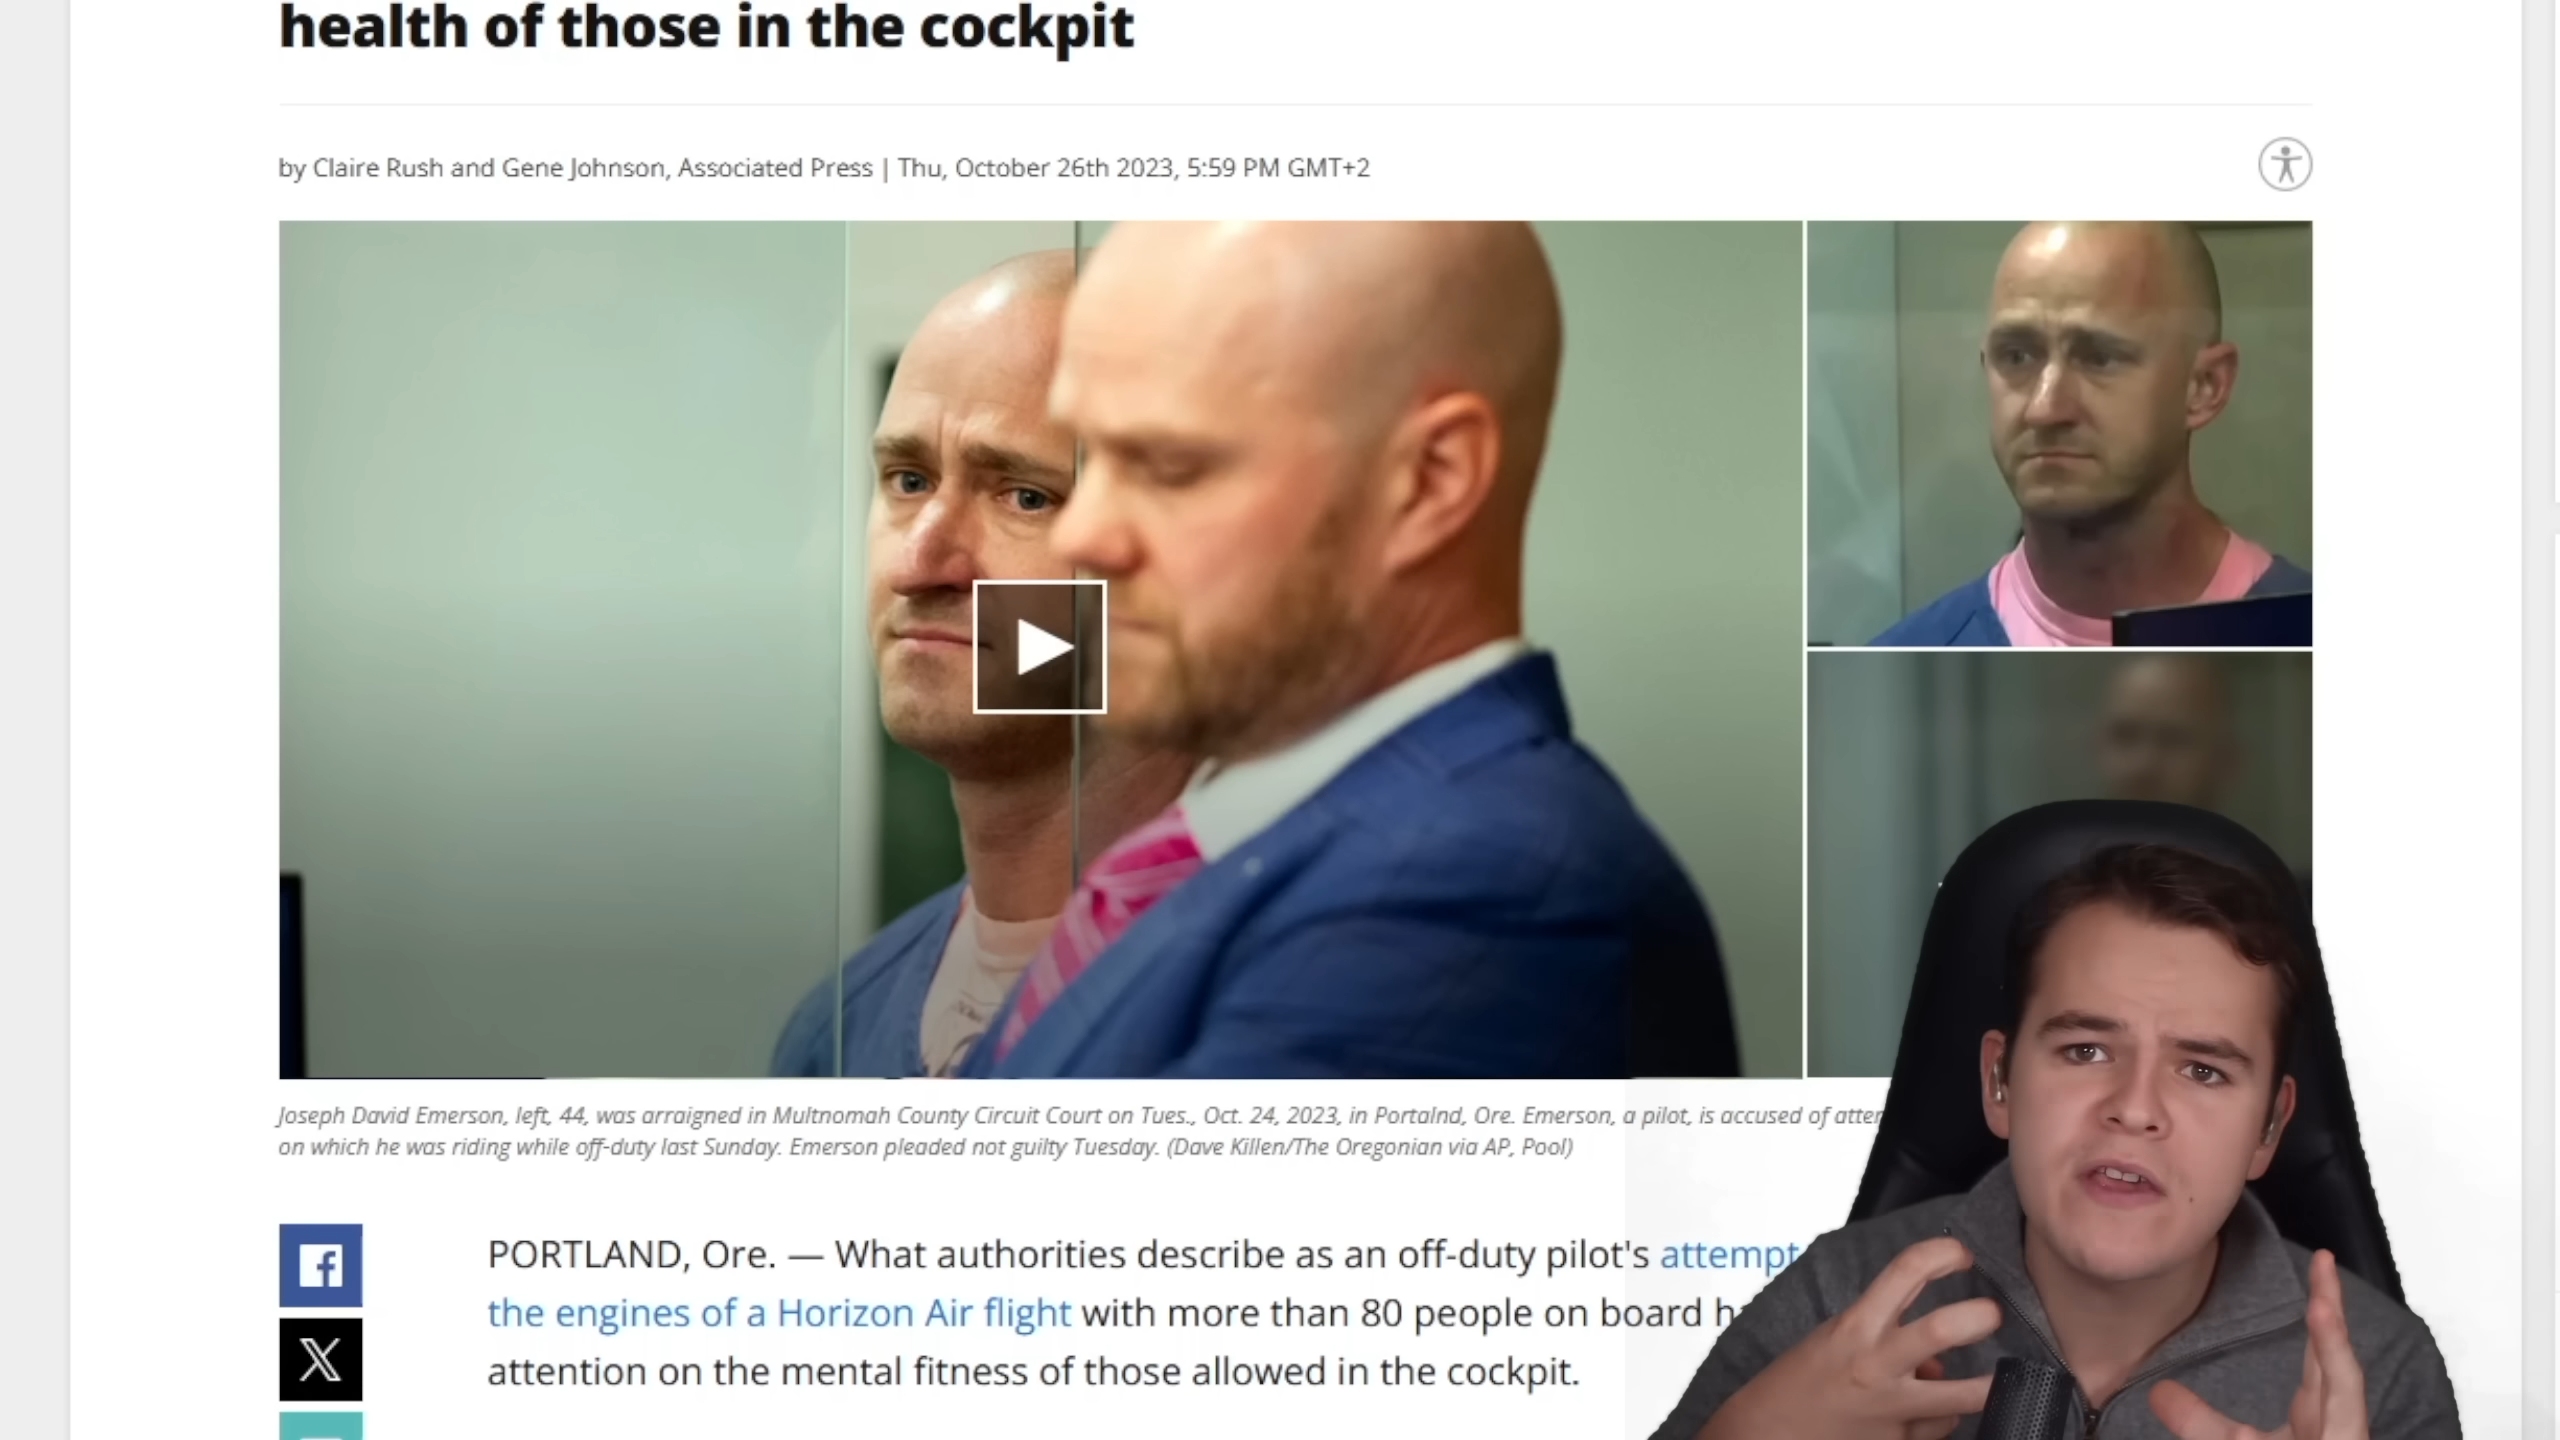 health of those in the cockpit
by Claire Rush and Gene Johnson, Associated Press | Thu, October 26th 2023, 5:59 PM GMT+2
Joseph David Emerson, left, 44, was arraigned in Multnomah County Circuit Court on Tues., Oct. 24, 2023, in Portalnd, Ore. Emerson, a pilot, is accused of
on which he was riding while off-duty last Sunday. Emerson pleaded not guilty Tuesday. (Dave Killen/The Oregonian via AP, Pool)
PORTLAND, Ore. — What authorities describe as an off-duty pilot's attempt
the engines of a Horizon Air flight with more than 80 people on board
attention on the mental fitness of those allowed in the cockpit.